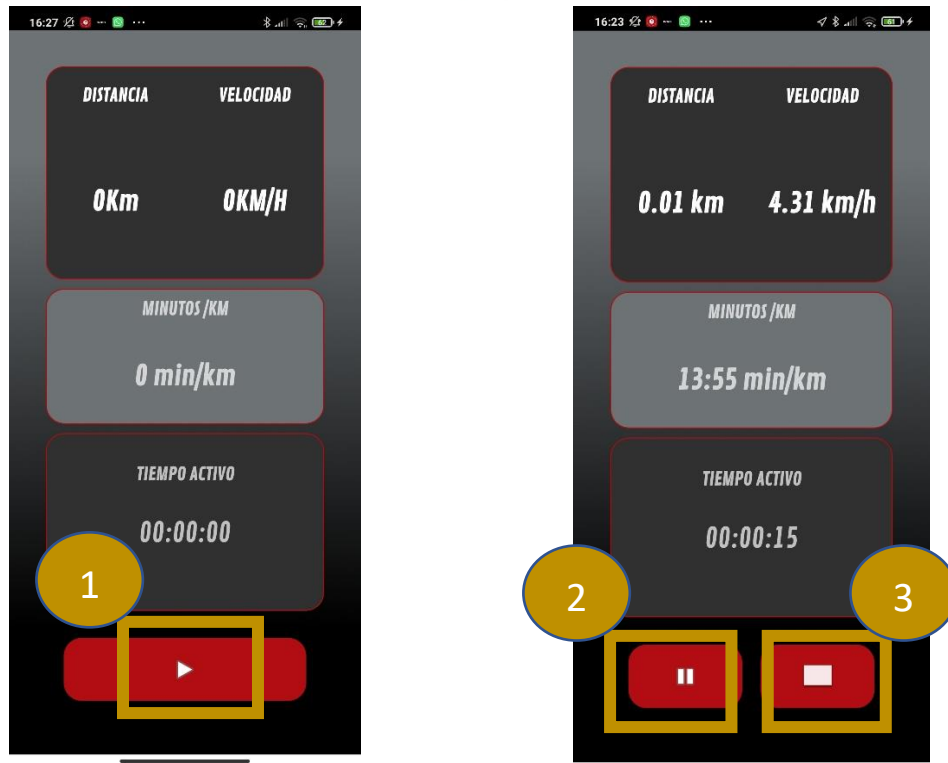 16:27
62
DISTANCIA VELOCIDAD
0Km 0KM/H
MINUTOS /KM
0 min/km
TIEMPO ACTIVO
00:00:00
1
16:23
61
DISTANCIA VELOCIDAD
0.01 km 4.31 km/h
MINUTOS /KM
13:55 min/km
TIEMPO ACTIVO
00:00:15
2
3